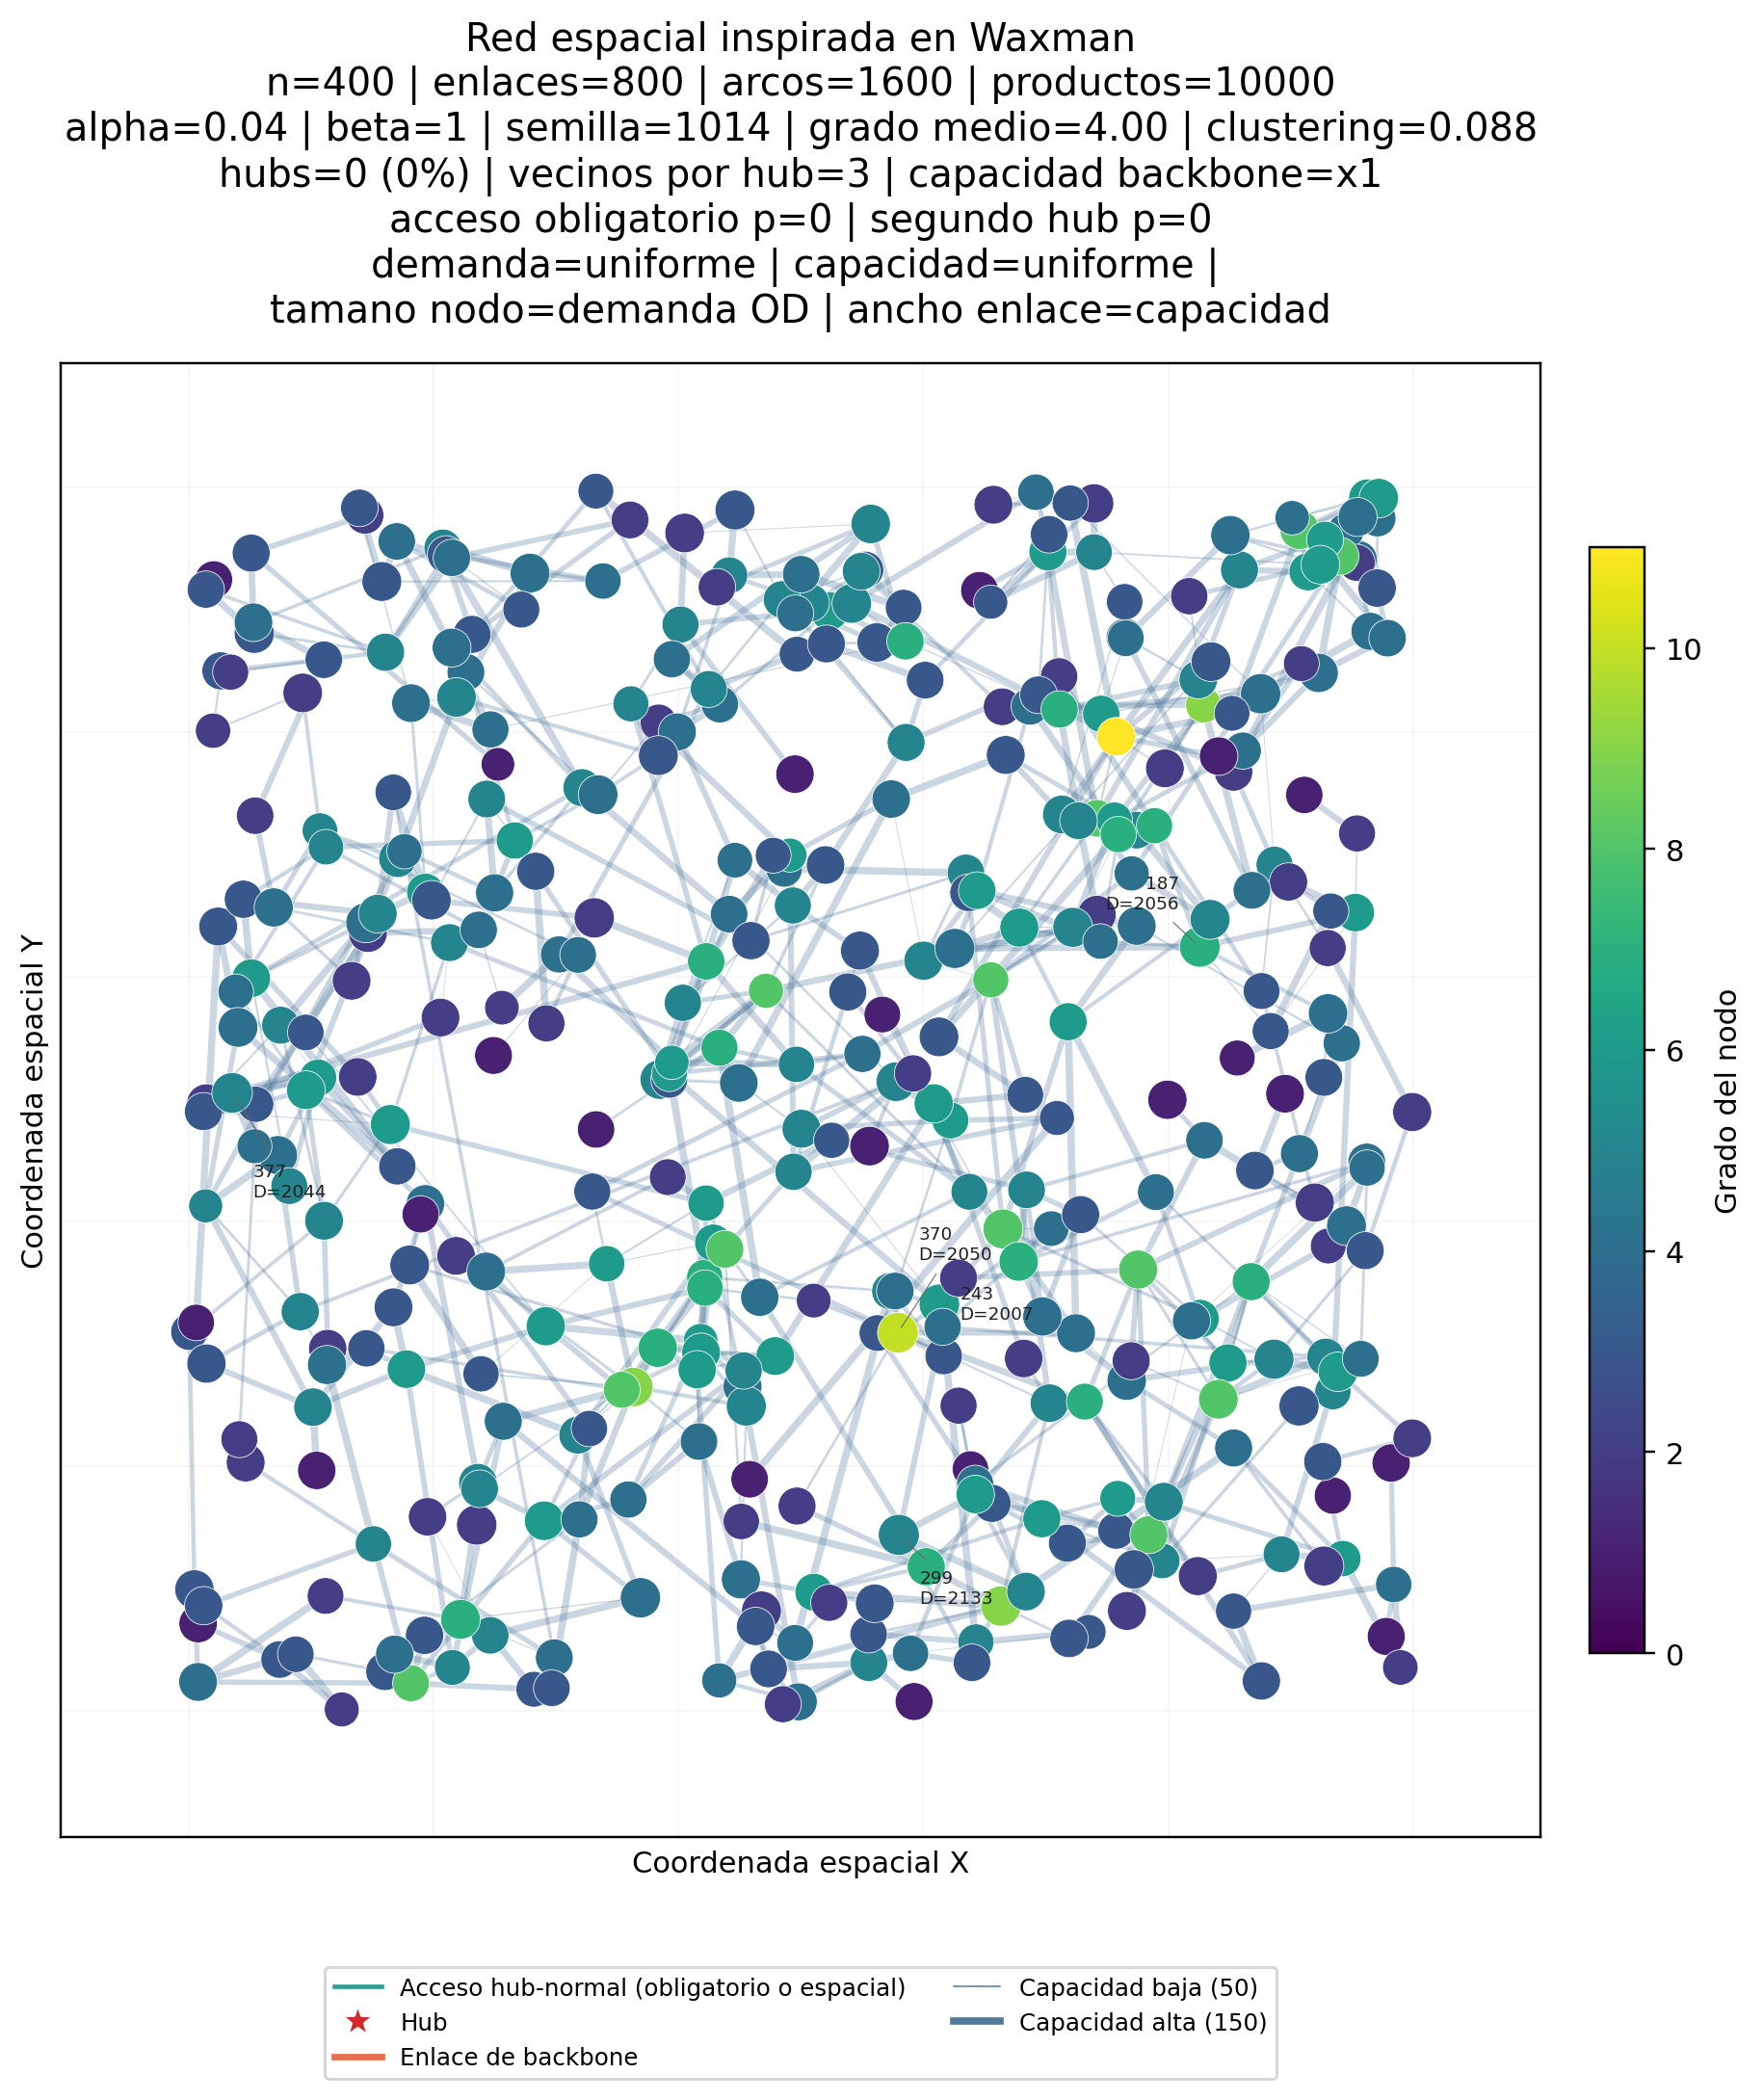 Red espacial inspirada en Waxman
n=400 | enlaces=800 | arcos=1600 | productos=10000
alpha=0.04 | beta=1 | semilla=1014 | grado medio=4.00 | clustering=0.088
hubs=0 (0%) | vecinos por hub=3 | capacidad backbone=x1
acceso obligatorio p=0 | segundo hub p=0
demanda=uniforme | capacidad=uniforme |
tamano nodo=demanda OD | ancho enlace=capacidad
187
D=2056
377
D=2044
370
D=2050
243
D=2007
299
D=2133
Coordenada espacial Y
Coordenada espacial X
10
8
6
4
2
0
Grado del nodo
Acceso hub-normal (obligatorio o espacial)
Hub
Enlace de backbone
Capacidad baja (50)
Capacidad alta (150)